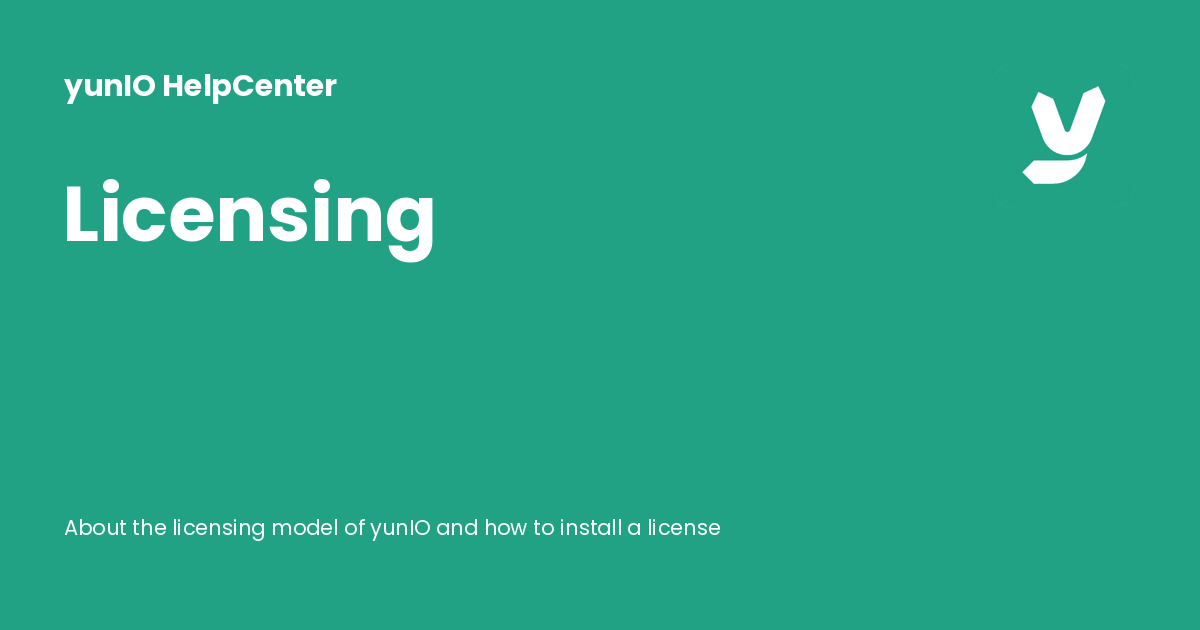 yunIO HelpCenter
Licensing
About the licensing model of yunIO and how to install a license